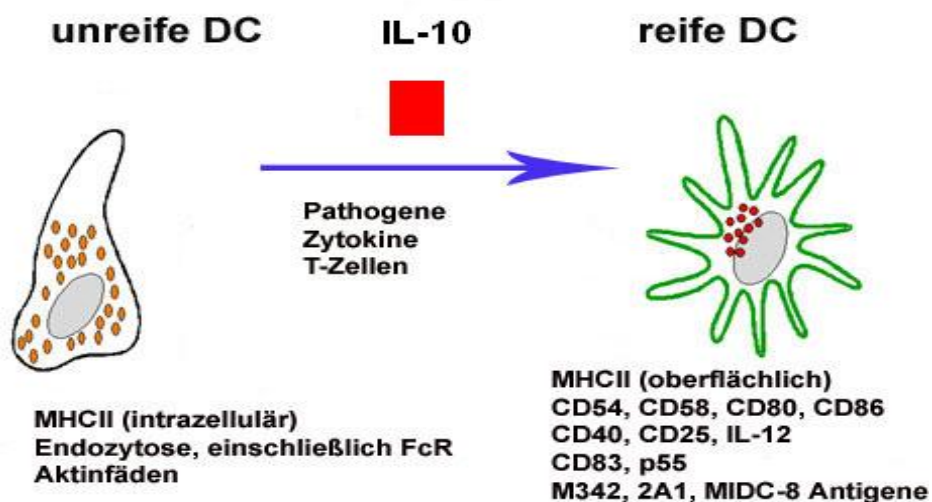 unreife DC
IL-10
reife DC
Pathogene
Zytokine
T-Zellen
MHCII (intrazellulär)
Endozytose, einschließlich FcR
Aktinfäden
MHCII (oberflächlich)
CD54, CD58, CD80, CD86
CD40, CD25, IL-12
CD83, p55
M342, 2A1, MIDC-8 Antigene